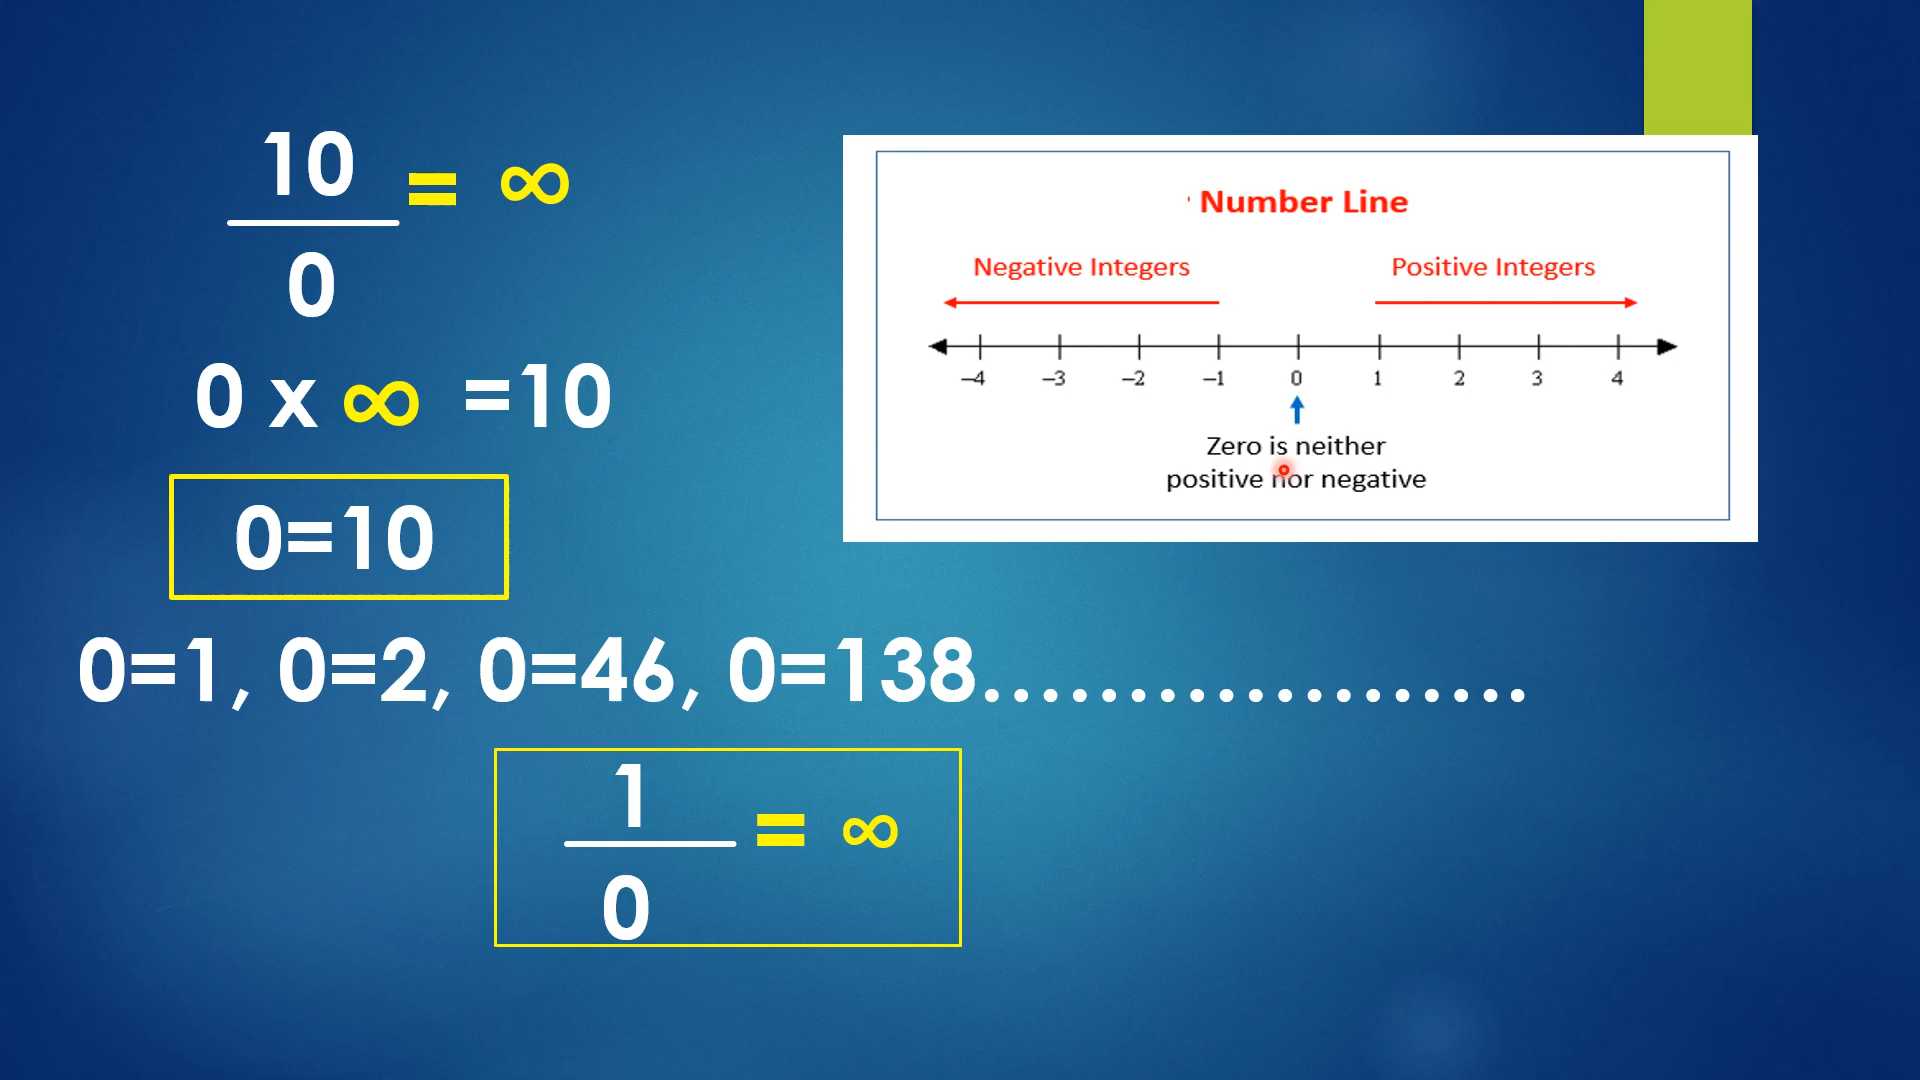 10
= ∞
0
0 x ∞ =10
0=10
0=1, 0=2, 0=46, 0=138...................
1
= ∞
0
Number Line
Negative Integers Positive Integers
–4 –3 –2 –1 0 1 2 3 4
Zero is neither
positive nor negative